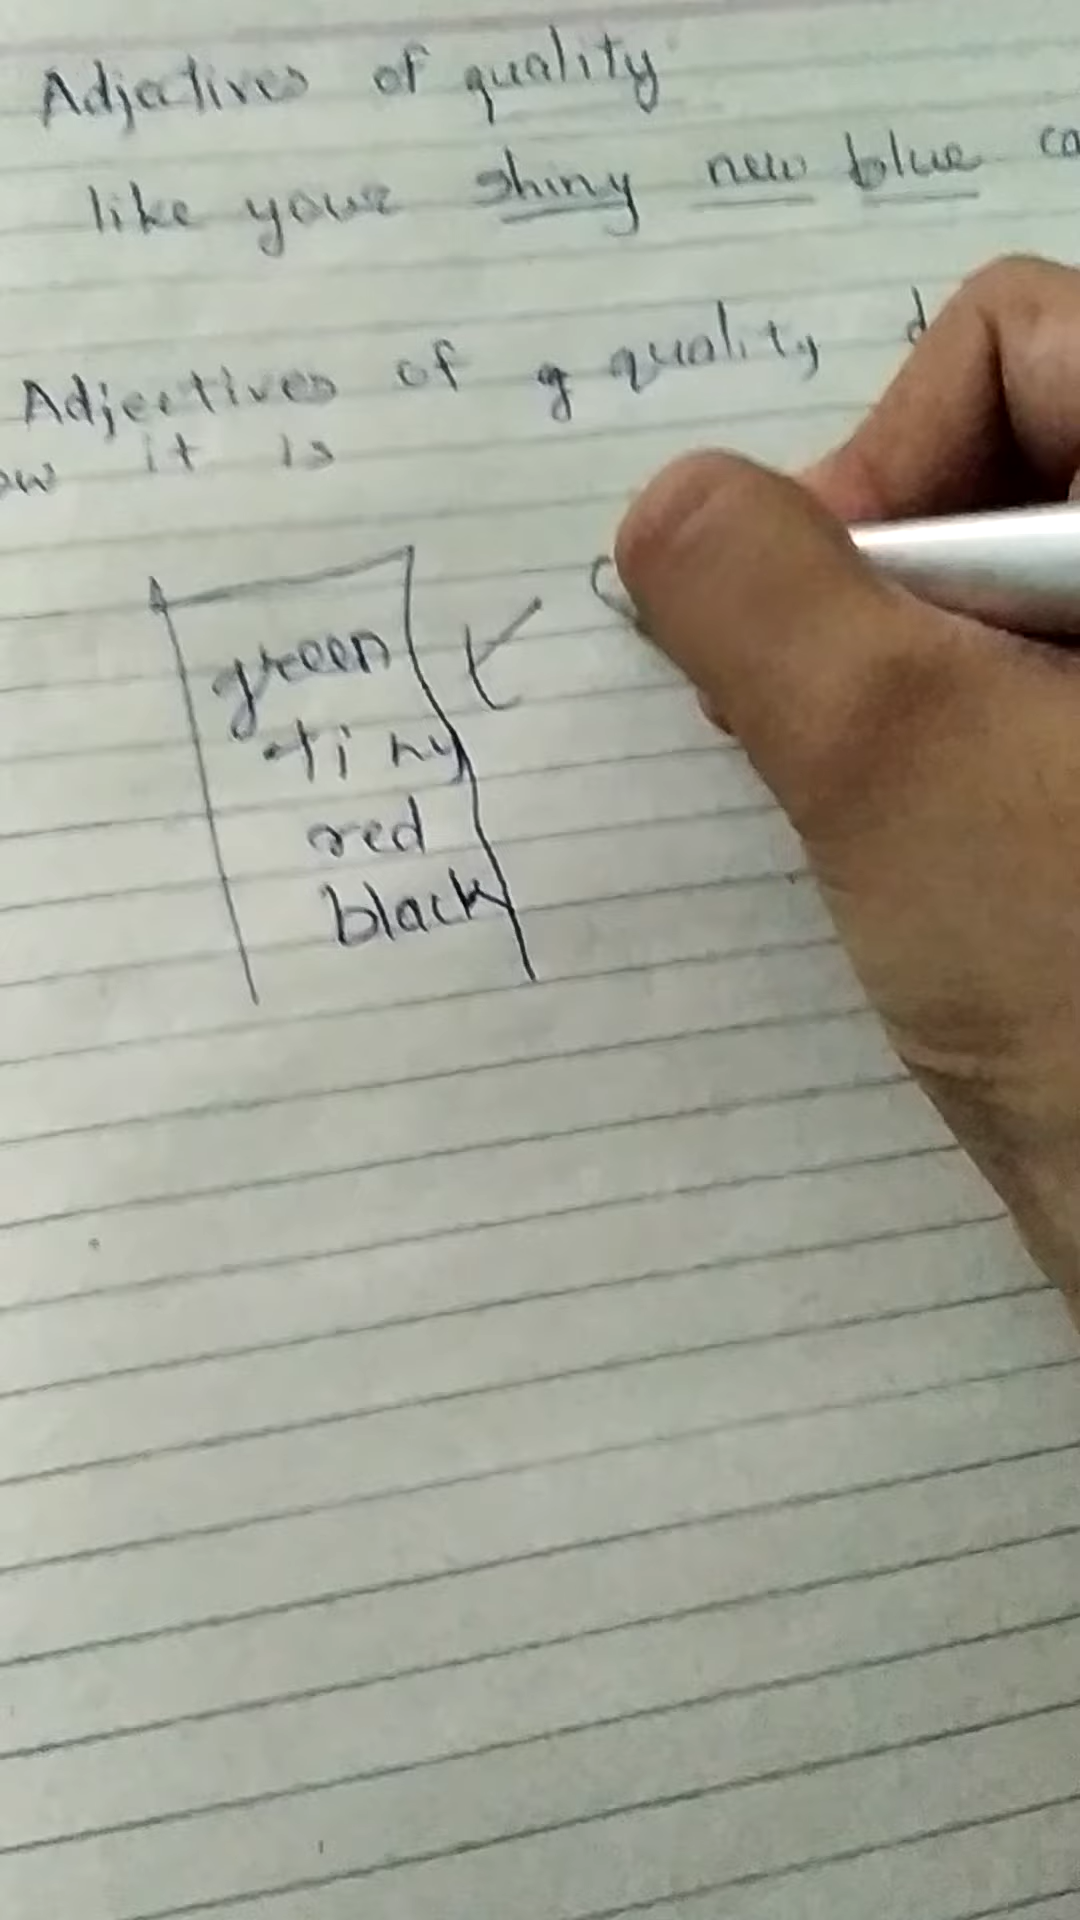 Adjectives of quality
like your shiny new blue
Adjectives of g quality
it is
green
tiny
red
black